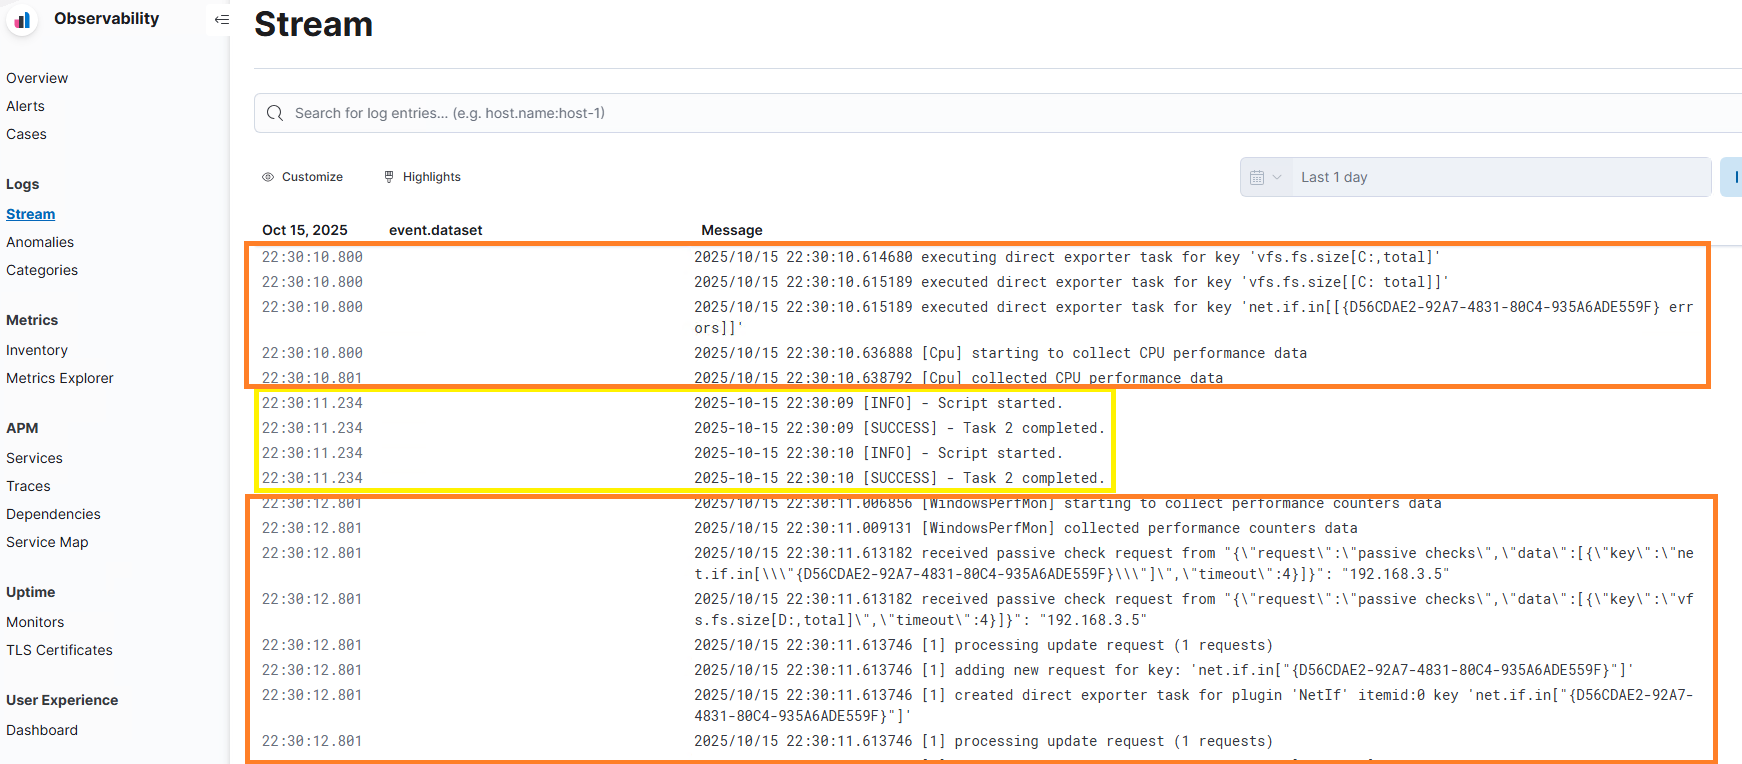 Observability
Stream
Overview
Alerts
Cases
Logs
Stream
Anomalies
Categories
Metrics
Inventory
Metrics Explorer
APM
Services
Traces
Dependencies
Service Map
Uptime
Monitors
TLS Certificates
User Experience
Dashboard
Search for log entries... (e.g. host.name:host-1)
Customize Highlights Last 1 day
Oct 15, 2025 event.dataset Message
22:30:10.800 2025/10/15 22:30:10.614680 executing direct exporter task for key 'vfs.fs.size[C:,total]'
22:30:10.800 2025/10/15 22:30:10.615189 executed direct exporter task for key 'vfs.fs.size[[C: total]]'
22:30:10.800 2025/10/15 22:30:10.615189 executed direct exporter task for key 'net.if.in[[{D56CDAE2-92A7-4831-80C4-935A6ADE559F} err
ors]]'
22:30:10.800 2025/10/15 22:30:10.636888 [Cpu] starting to collect CPU performance data
22:30:10.801 2025/10/15 22:30:10.638792 [Cpu] collected CPU performance data
22:30:11.234 2025-10-15 22:30:09 [INFO] - Script started.
22:30:11.234 2025-10-15 22:30:09 [SUCCESS] - Task 2 completed.
22:30:11.234 2025-10-15 22:30:10 [INFO] - Script started.
22:30:11.234 2025-10-15 22:30:10 [SUCCESS] - Task 2 completed.
22:30:12.801 2025/10/15 22:30:11.006856 [WindowsPerfMon] starting to collect performance counters data
22:30:12.801 2025/10/15 22:30:11.009131 [WindowsPerfMon] collected performance counters data
22:30:12.801 2025/10/15 22:30:11.613182 received passive check request from "{\"request\":\"passive checks\",\"data\":[{\"key\":\"ne
t.if.in[\\\"{D56CDAE2-92A7-4831-80C4-935A6ADE559F}\\\"]\",\"timeout\":4}]}": "192.168.3.5"
22:30:12.801 2025/10/15 22:30:11.613182 received passive check request from "{\"request\":\"passive checks\",\"data\":[{\"key\":\"vf
s.fs.size[D:,total]\",\"timeout\":4}]}": "192.168.3.5"
22:30:12.801 2025/10/15 22:30:11.613746 [1] processing update request (1 requests)
22:30:12.801 2025/10/15 22:30:11.613746 [1] adding new request for key: 'net.if.in["{D56CDAE2-92A7-4831-80C4-935A6ADE559F}"]'
22:30:12.801 2025/10/15 22:30:11.613746 [1] created direct exporter task for plugin 'NetIf' itemid:0 key 'net.if.in["{D56CDAE2-92A7-
4831-80C4-935A6ADE559F}"]'
22:30:12.801 2025/10/15 22:30:11.613746 [1] processing update request (1 requests)